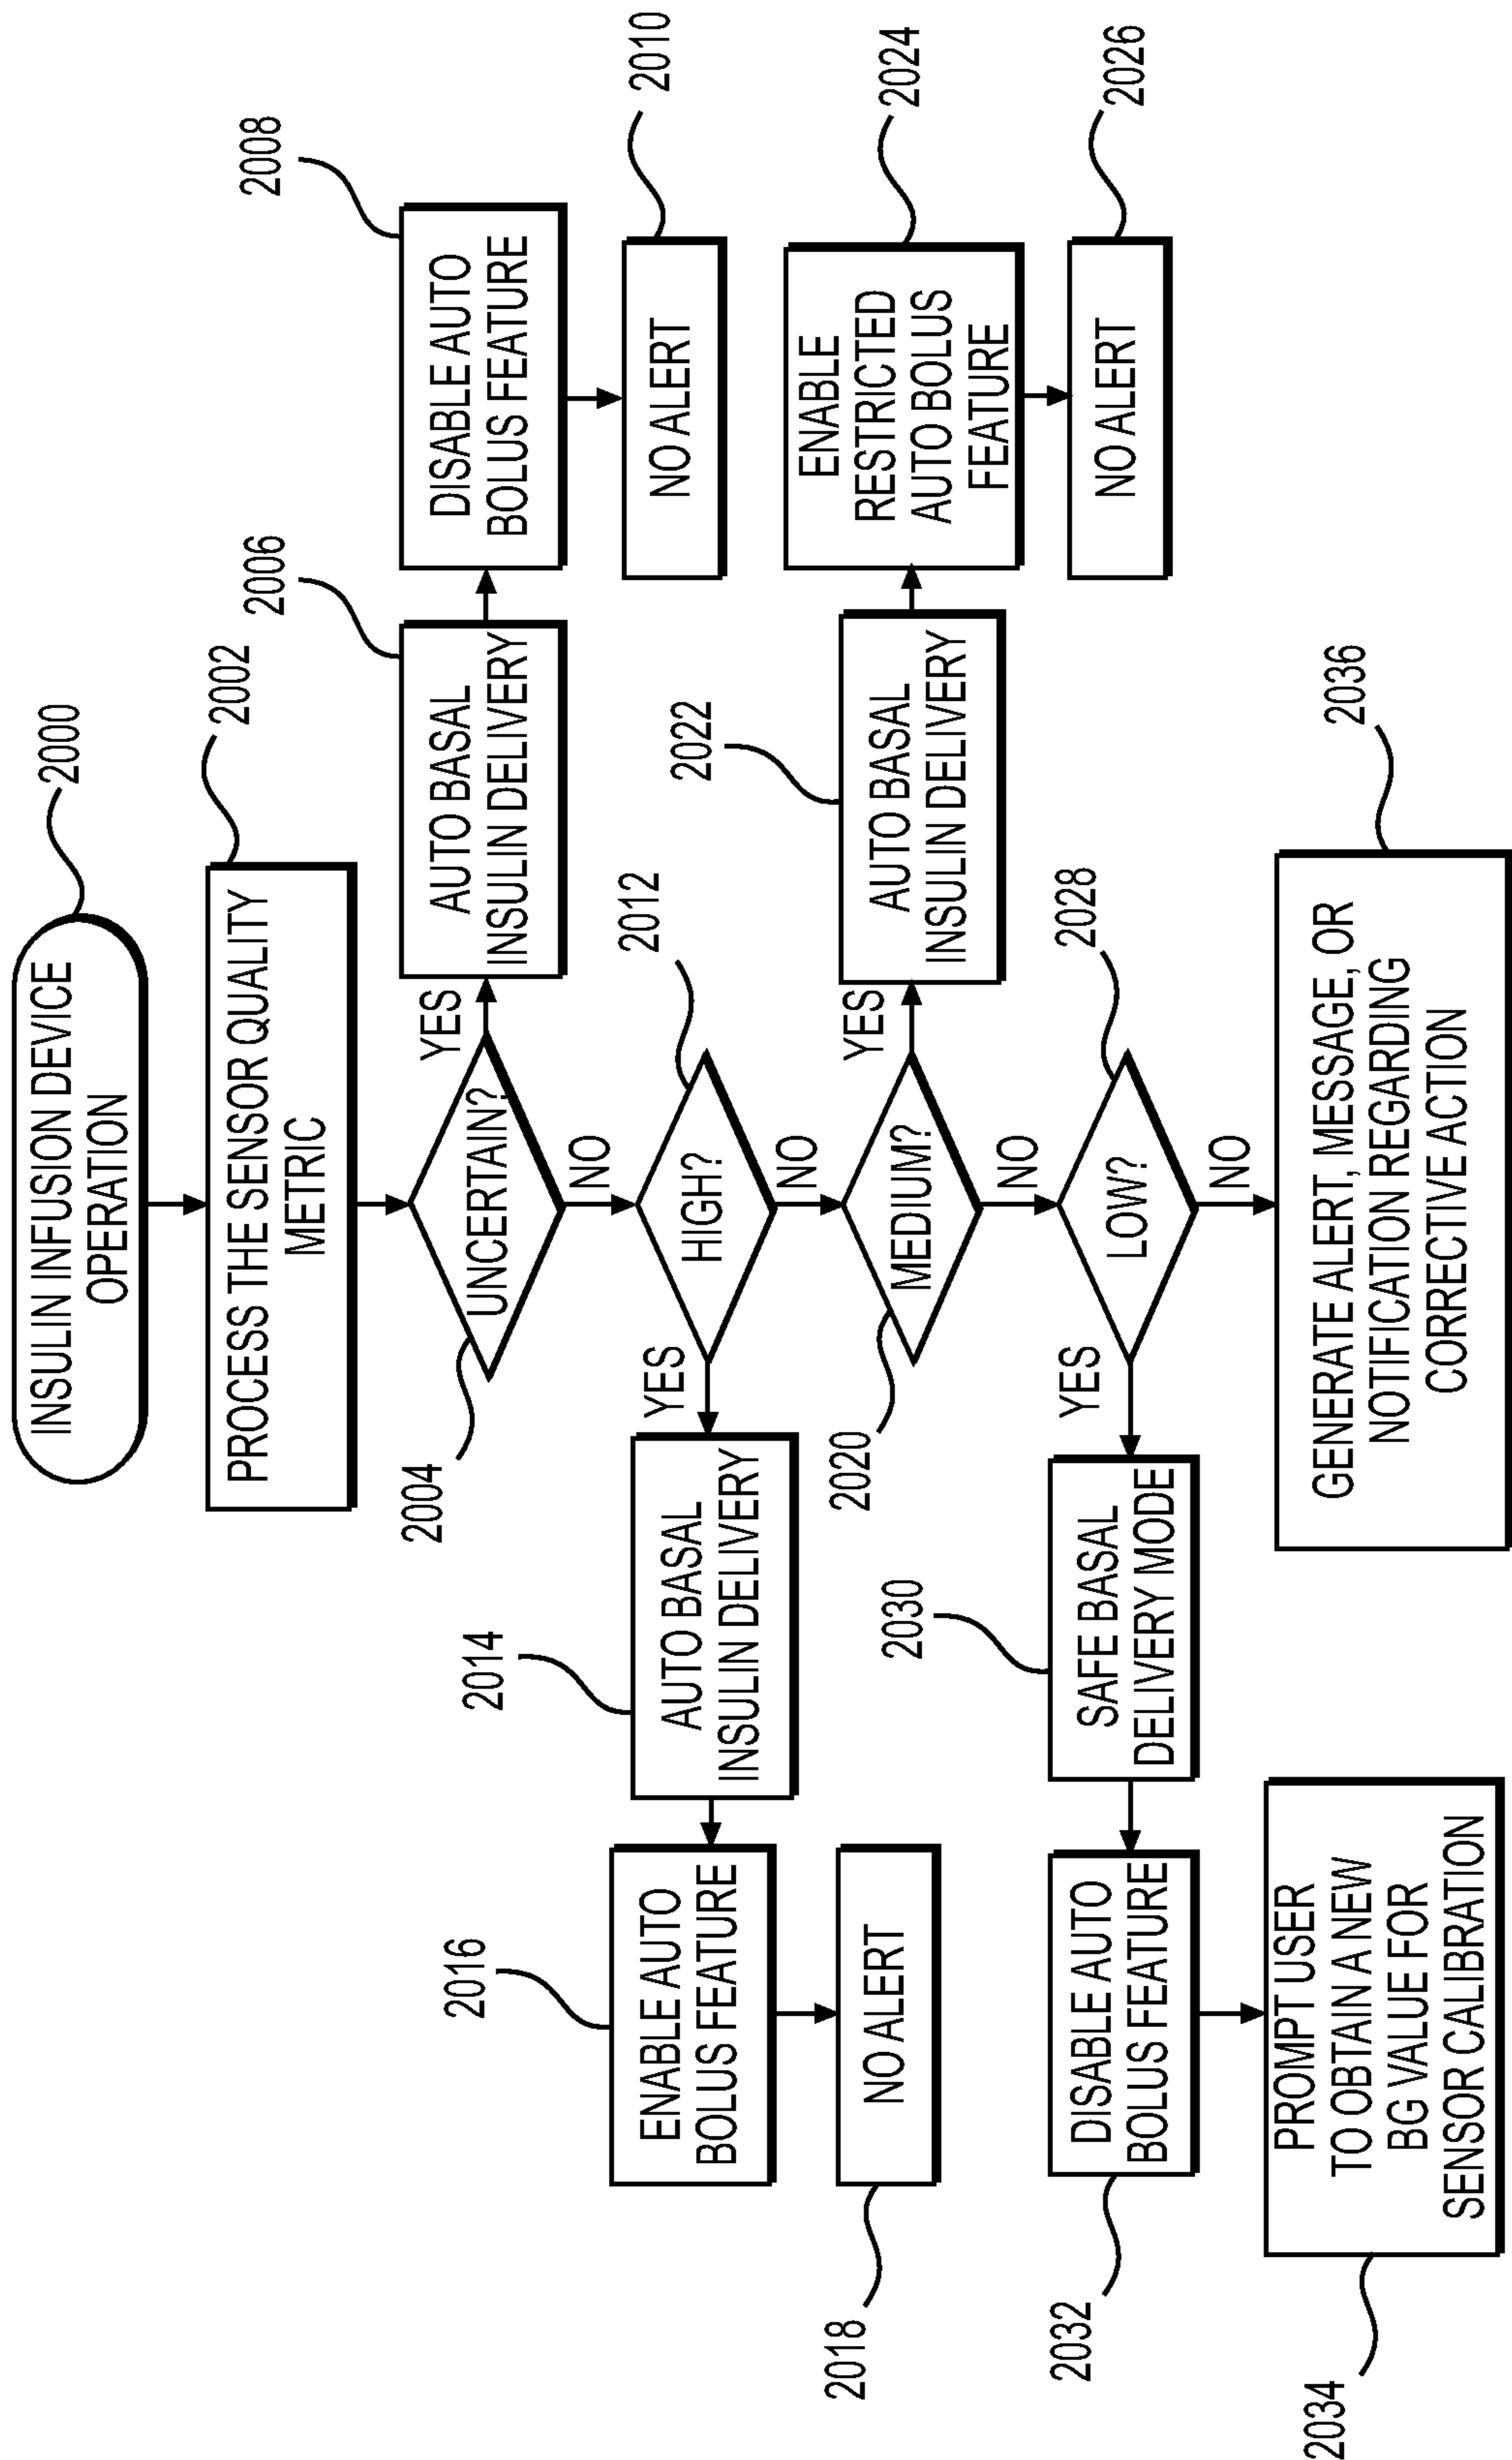 INSULIN INFUSION DEVICE
OPERATION
2000
PROCESS THE SENSOR QUALITY
METRIC
2002
2004
UNCERTAIN?
YES
AUTO BASAL
INSULIN DELIVERY
2006
DISABLE AUTO
BOLUS FEATURE
2008
NO ALERT
2010
NO
HIGH?
2012
YES
AUTO BASAL
INSULIN DELIVERY
2014
ENABLE AUTO
BOLUS FEATURE
2016
NO ALERT
2018
NO
MEDIUM?
2020
YES
AUTO BASAL
INSULIN DELIVERY
2022
ENABLE
RESTRICTED
AUTO BOLUS
FEATURE
2024
NO ALERT
2026
NO
LOW?
2028
YES
SAFE BASAL
DELIVERY MODE
2030
DISABLE AUTO
BOLUS FEATURE
2032
PROMPT USER
TO OBTAIN A NEW
BG VALUE FOR
SENSOR CALIBRATION
2034
NO
GENERATE ALERT, MESSAGE, OR
NOTIFICATION REGARDING
CORRECTIVE ACTION
2036